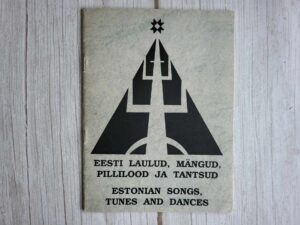 EESTI LAULUD, MÄNGUD,
PILLILOOD JA TANTSUD
ESTONIAN SONGS,
TUNES AND DANCES